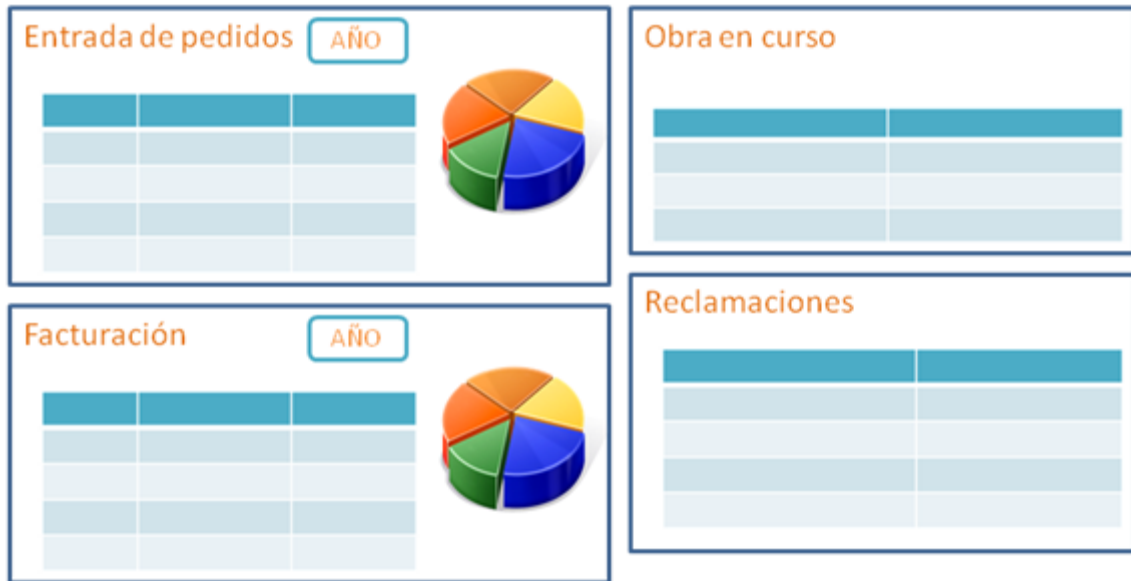 Entrada de pedidos
AÑO
Obra en curso
Facturación
AÑO
Reclamaciones